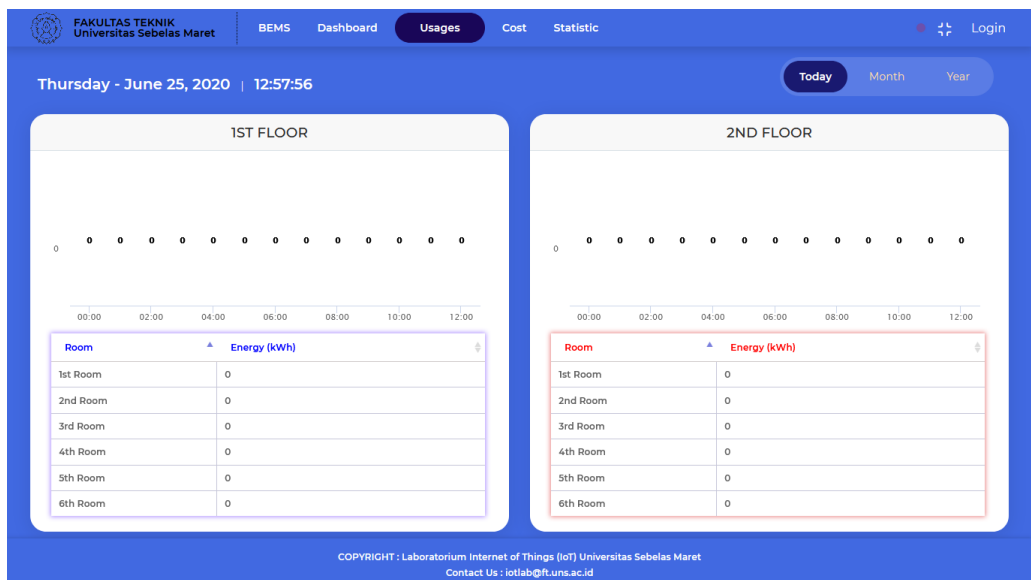 FAKULTAS TEKNIK
Universitas Sebelas Maret
BEMS Dashboard Usages Cost Statistic Login
Thursday - June 25, 2020 | 12:57:56
Today Month Year
1ST FLOOR
0 0 0 0 0 0 0 0 0 0 0 0 0
0
00:00 02:00 04:00 06:00 08:00 10:00 12:00
Room Energy (kWh)
1st Room 0
2nd Room 0
3rd Room 0
4th Room 0
5th Room 0
6th Room 0
2ND FLOOR
0 0 0 0 0 0 0 0 0 0 0 0 0
0
00:00 02:00 04:00 06:00 08:00 10:00 12:00
Room Energy (kWh)
1st Room 0
2nd Room 0
3rd Room 0
4th Room 0
5th Room 0
6th Room 0
COPYRIGHT : Laboratorium Internet of Things (IoT) Universitas Sebelas Maret
Contact Us : iotlab@ft.uns.ac.id